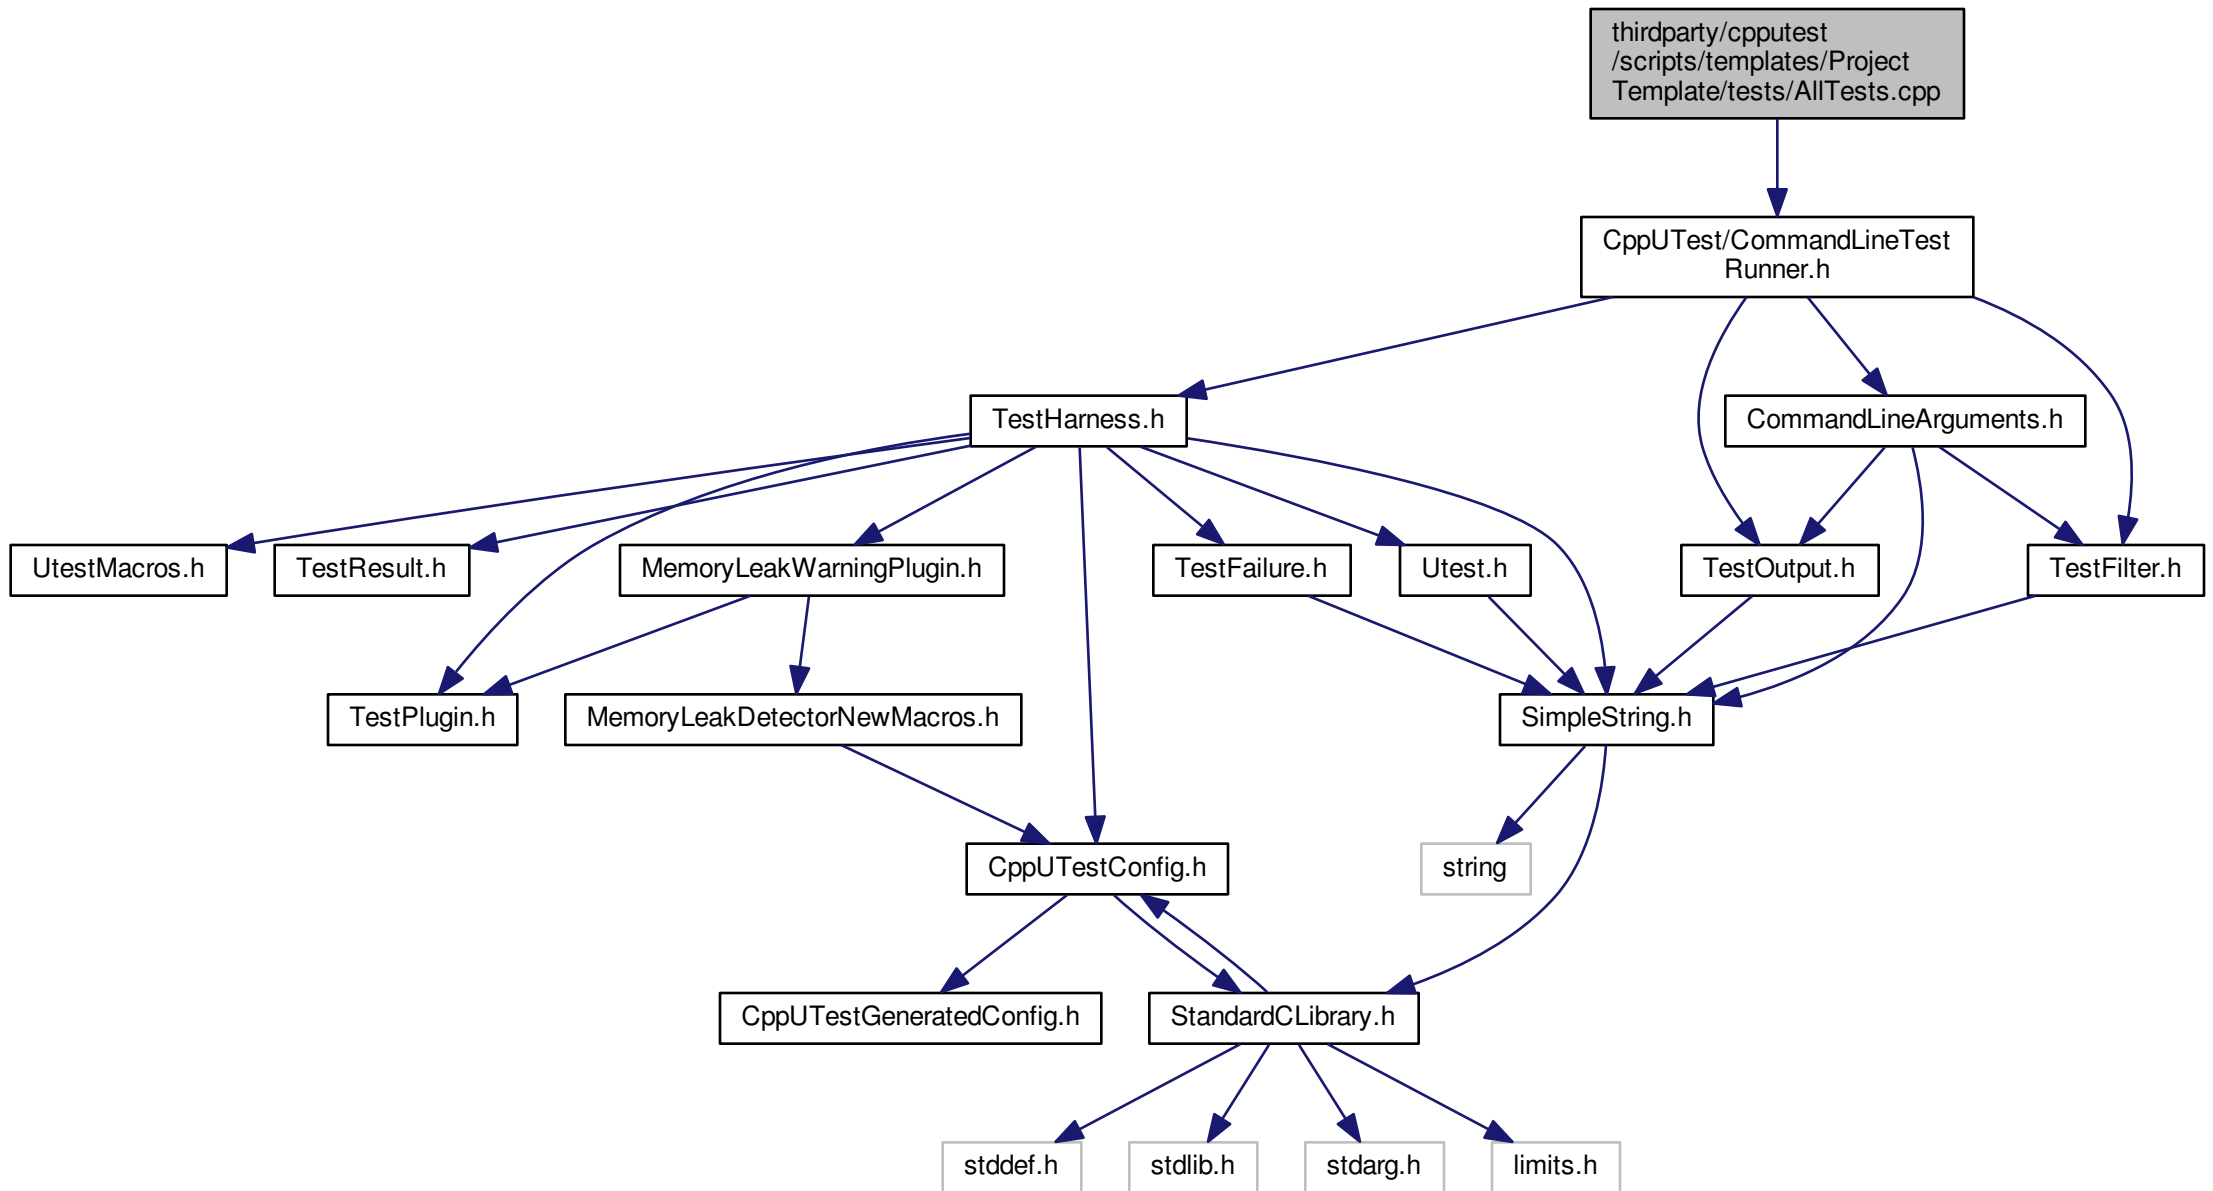 thirdparty/cpputest
/scripts/templates/Project
Template/tests/AllTests.cpp
CppUTest/CommandLineTest
Runner.h
TestHarness.h
CommandLineArguments.h
UtestMacros.h
TestResult.h
MemoryLeakWarningPlugin.h
TestFailure.h
Utest.h
TestOutput.h
TestFilter.h
TestPlugin.h
MemoryLeakDetectorNewMacros.h
SimpleString.h
CppUTestConfig.h
string
CppUTestGeneratedConfig.h
StandardCLibrary.h
stddef.h
stdlib.h
stdarg.h
limits.h